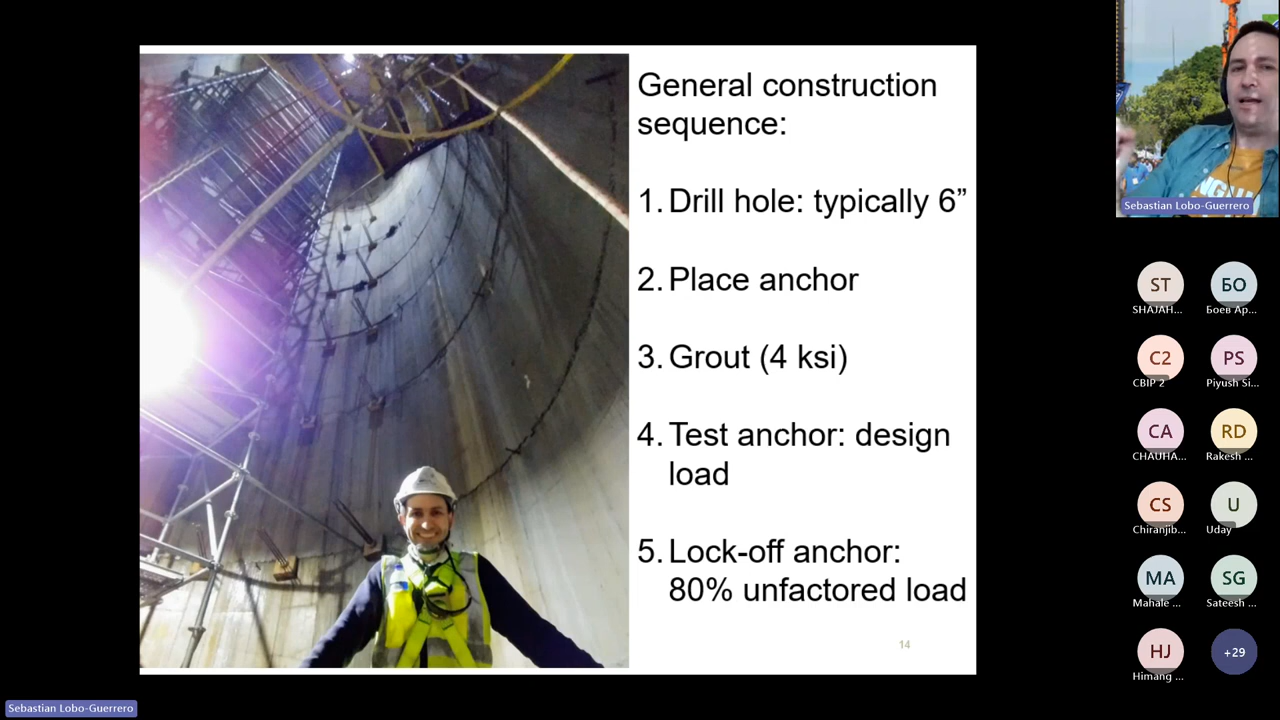 General construction
sequence:
1. Drill hole: typically 6”
2. Place anchor
3. Grout (4 ksi)
4. Test anchor: design
load
5. Lock-off anchor:
80% unfactored load
14
Sebastian Lobo-Guerrero
ST
SHAJAH...
БО
Боев Ар...
C2
CBIP 2
PS
Piyush Si...
CA
CHAUHA...
RD
Rakesh ...
CS
Chiranjib...
U
Uday
MA
Mahale ...
SG
Sateesh ...
HJ
Himang ...
+29
Sebastian Lobo-Guerrero